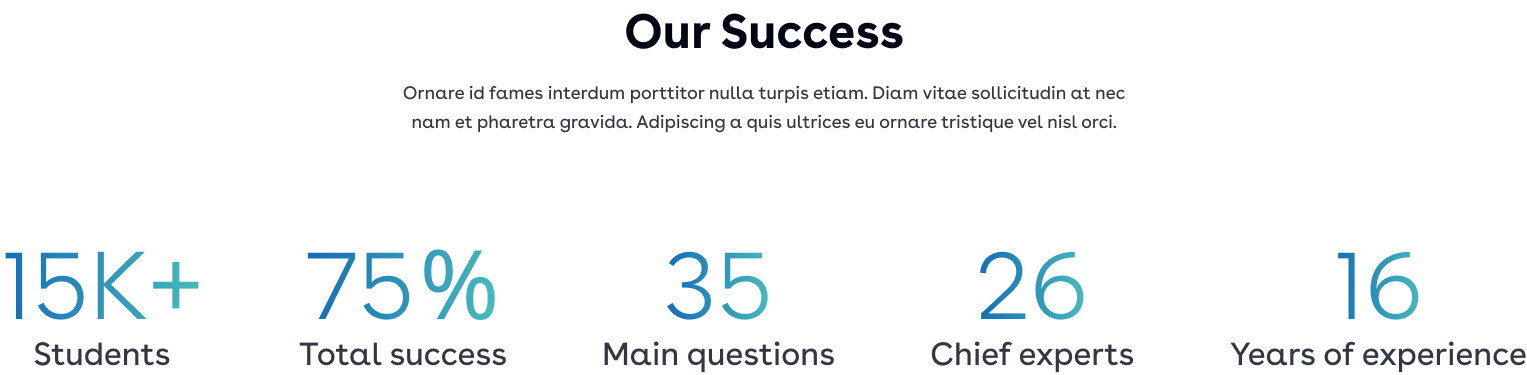 Our Success
Ornare id fames interdum porttitor nulla turpis etiam. Diam vitae sollicitudin at nec
nam et pharetra gravida. Adipiscing a quis ultrices eu ornare tristique vel nisl orci.
15K+ 75% 35 26 16
Students Total success Main questions Chief experts Years of experience